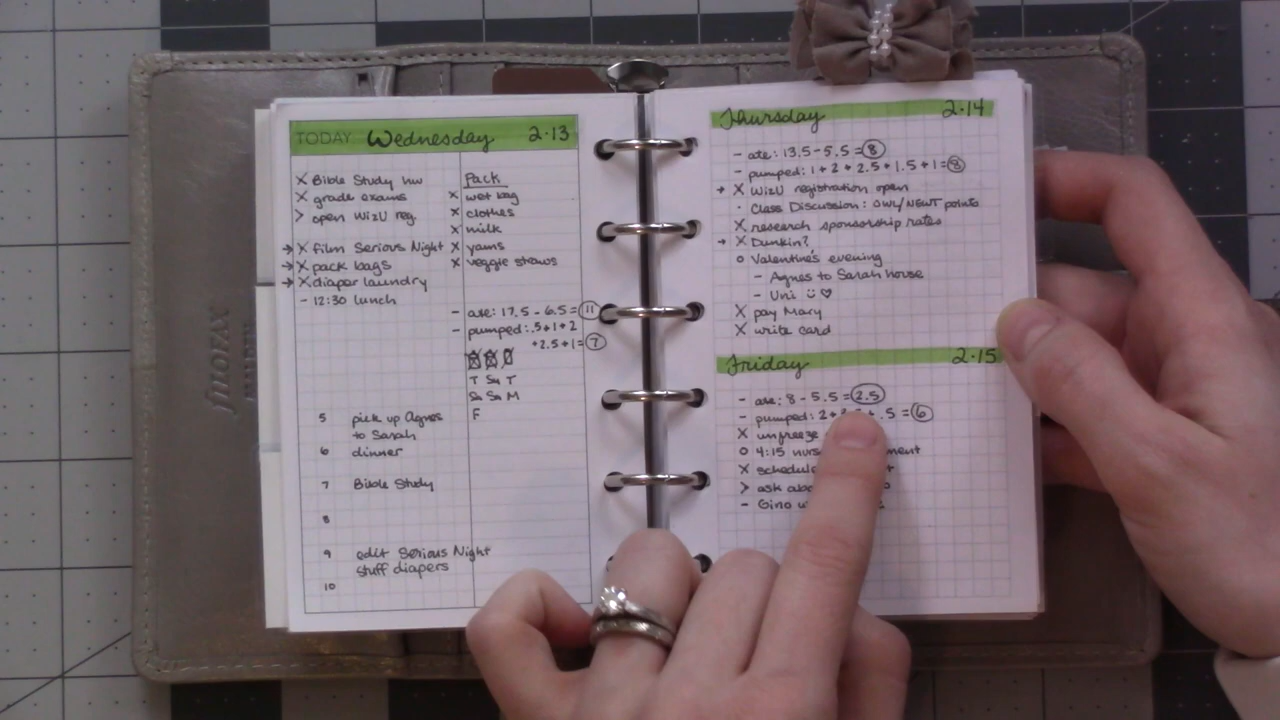 TODAY Wednesday 2.13
X Bible Study hw
X grade exams
> open WizU reg.
→ X film Serious Night
→ X pack bags
→ X diaper laundry
- 12:30 lunch
Pack
x wet bag
x clothes
x milk
x yams
x veggie straws
- ate: 17.5 - 6.5 = 11
- pumped: .5 + 1 + 2
+ 2.5 + 1 = 7
T Su T
Sa Sa M
F
5 pick up Agnes
to Sarah
6 dinner
7 Bible Study
8
9 edit Serious Night
stuff diapers
10
filofax
Thursday 2.14
- ate: 13.5 - 5.5 = 8
- pumped: 1 + 2 + 2.5 + 1.5 + 1 = 8
→ X WizU registration open
· Class Discussion: OWL/NEWT points
X research sponsorship rates
→ X Dunkin?
o Valentine's evening
- Agnes to Sarah house
- Uni ♡
X pay Mary
X write card
Friday 2.15
- ate: 8 - 5.5 = 2.5
- pumped: 2 + .5 = 6
X unfreeze
o 4:15
X schedule
> ask
- Gino